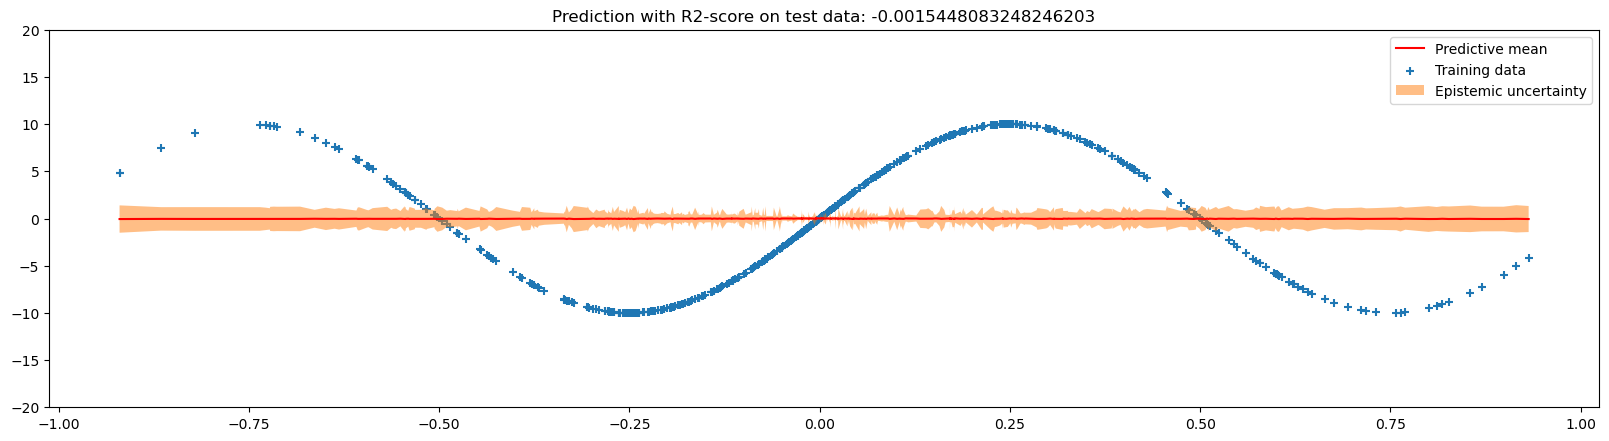 Prediction with R2-score on test data: -0.0015448083248246203
20
15
10
5
0
−5
−10
−15
−20
Predictive mean
Training data
Epistemic uncertainty
−1.00 −0.75 −0.50 −0.25 0.00 0.25 0.50 0.75 1.00